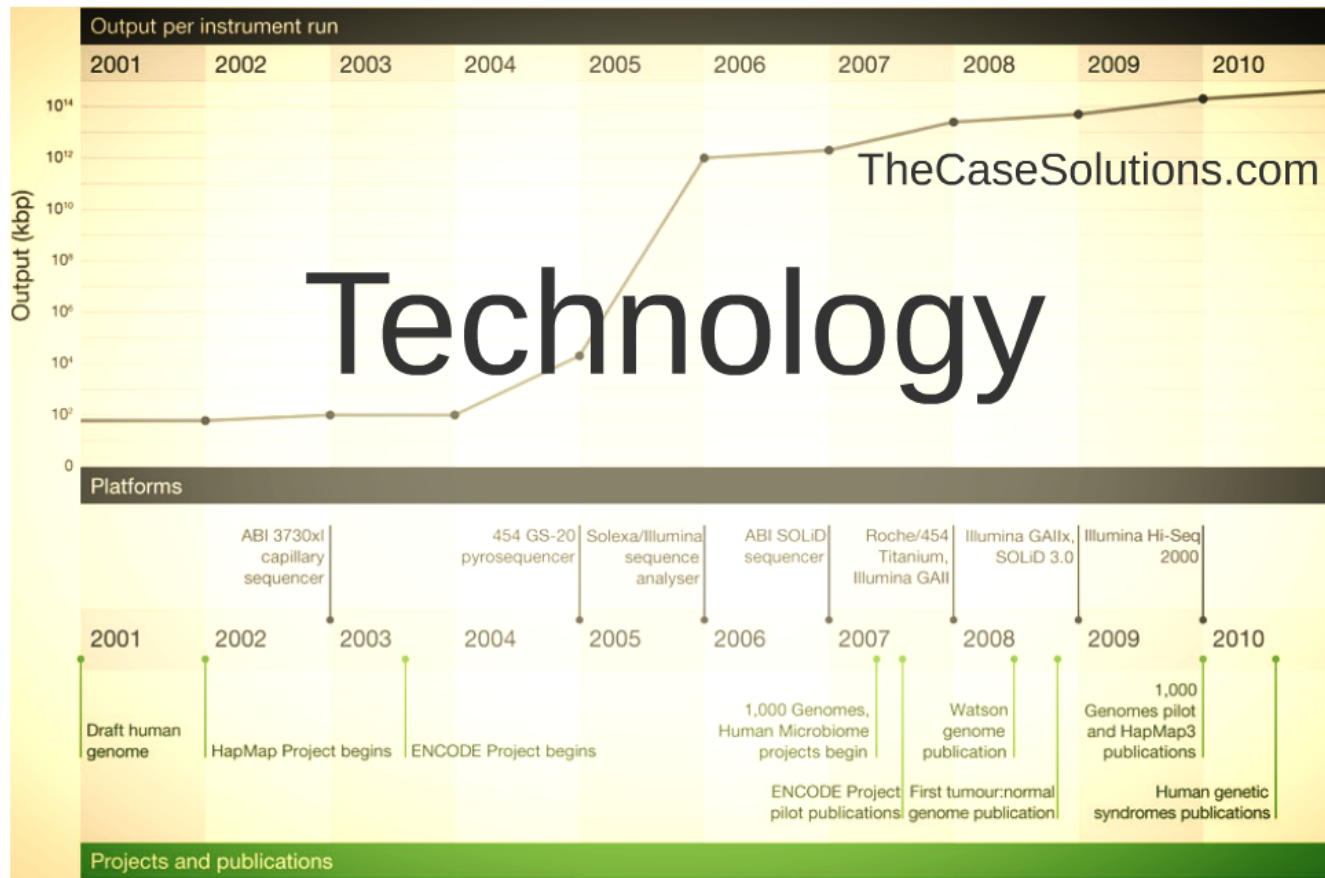 Output per instrument run
2001 2002 2003 2004 2005 2006 2007 2008 2009 2010
10¹⁴
10¹²
10¹⁰
10⁸
10⁶
10⁴
10²
0
Output (kbp)
TheCaseSolutions.com
Technology
Platforms
ABI 3730xl
capillary
sequencer
454 GS-20
pyrosequencer
Solexa/Illumina
sequence
analyser
ABI SOLiD
sequencer
Roche/454
Titanium,
Illumina GAII
Illumina GAIIx,
SOLiD 3.0
Illumina Hi-Seq
2000
2001 2002 2003 2004 2005 2006 2007 2008 2009 2010
Draft human
genome
HapMap Project begins
ENCODE Project begins
1,000 Genomes,
Human Microbiome
projects begin
ENCODE Project
pilot publications
Watson
genome
publication
First tumour:normal
genome publication
1,000
Genomes pilot
and HapMap3
publications
Human genetic
syndromes publications
Projects and publications